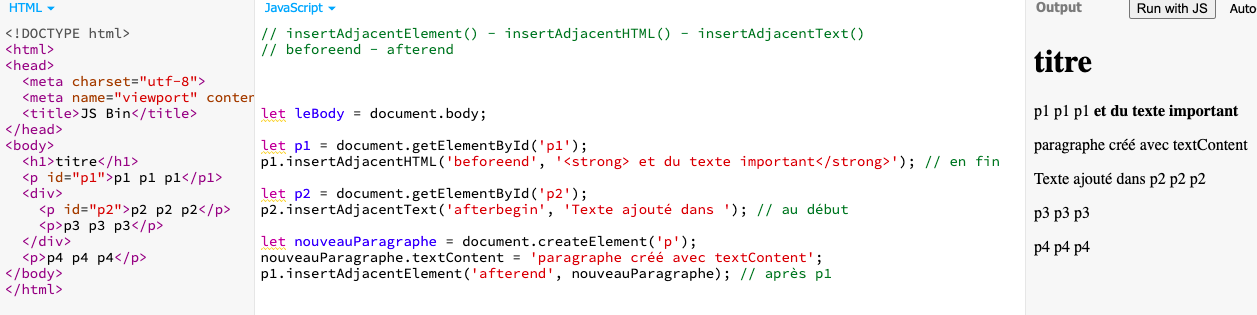 HTML
<!DOCTYPE html>
<html>
<head>
  <meta charset="utf-8">
  <meta name="viewport" conten
  <title>JS Bin</title>
</head>
<body>
  <h1>titre</h1>
  <p id="p1">p1 p1 p1</p>
  <div>
    <p id="p2">p2 p2 p2</p>
    <p>p3 p3 p3</p>
  </div>
  <p>p4 p4 p4</p>
</body>
</html>
JavaScript
// insertAdjacentElement() - insertAdjacentHTML() - insertAdjacentText()
// beforeend - afterend
let leBody = document.body;
let p1 = document.getElementById('p1');
p1.insertAdjacentHTML('beforeend', '<strong> et du texte important</strong>'); // en fin
let p2 = document.getElementById('p2');
p2.insertAdjacentText('afterbegin', 'Texte ajouté dans '); // au début
let nouveauParagraphe = document.createElement('p');
nouveauParagraphe.textContent = 'paragraphe créé avec textContent';
p1.insertAdjacentElement('afterend', nouveauParagraphe); // après p1
Output
Run with JS
Auto
titre
p1 p1 p1 et du texte important
paragraphe créé avec textContent
Texte ajouté dans p2 p2 p2
p3 p3 p3
p4 p4 p4